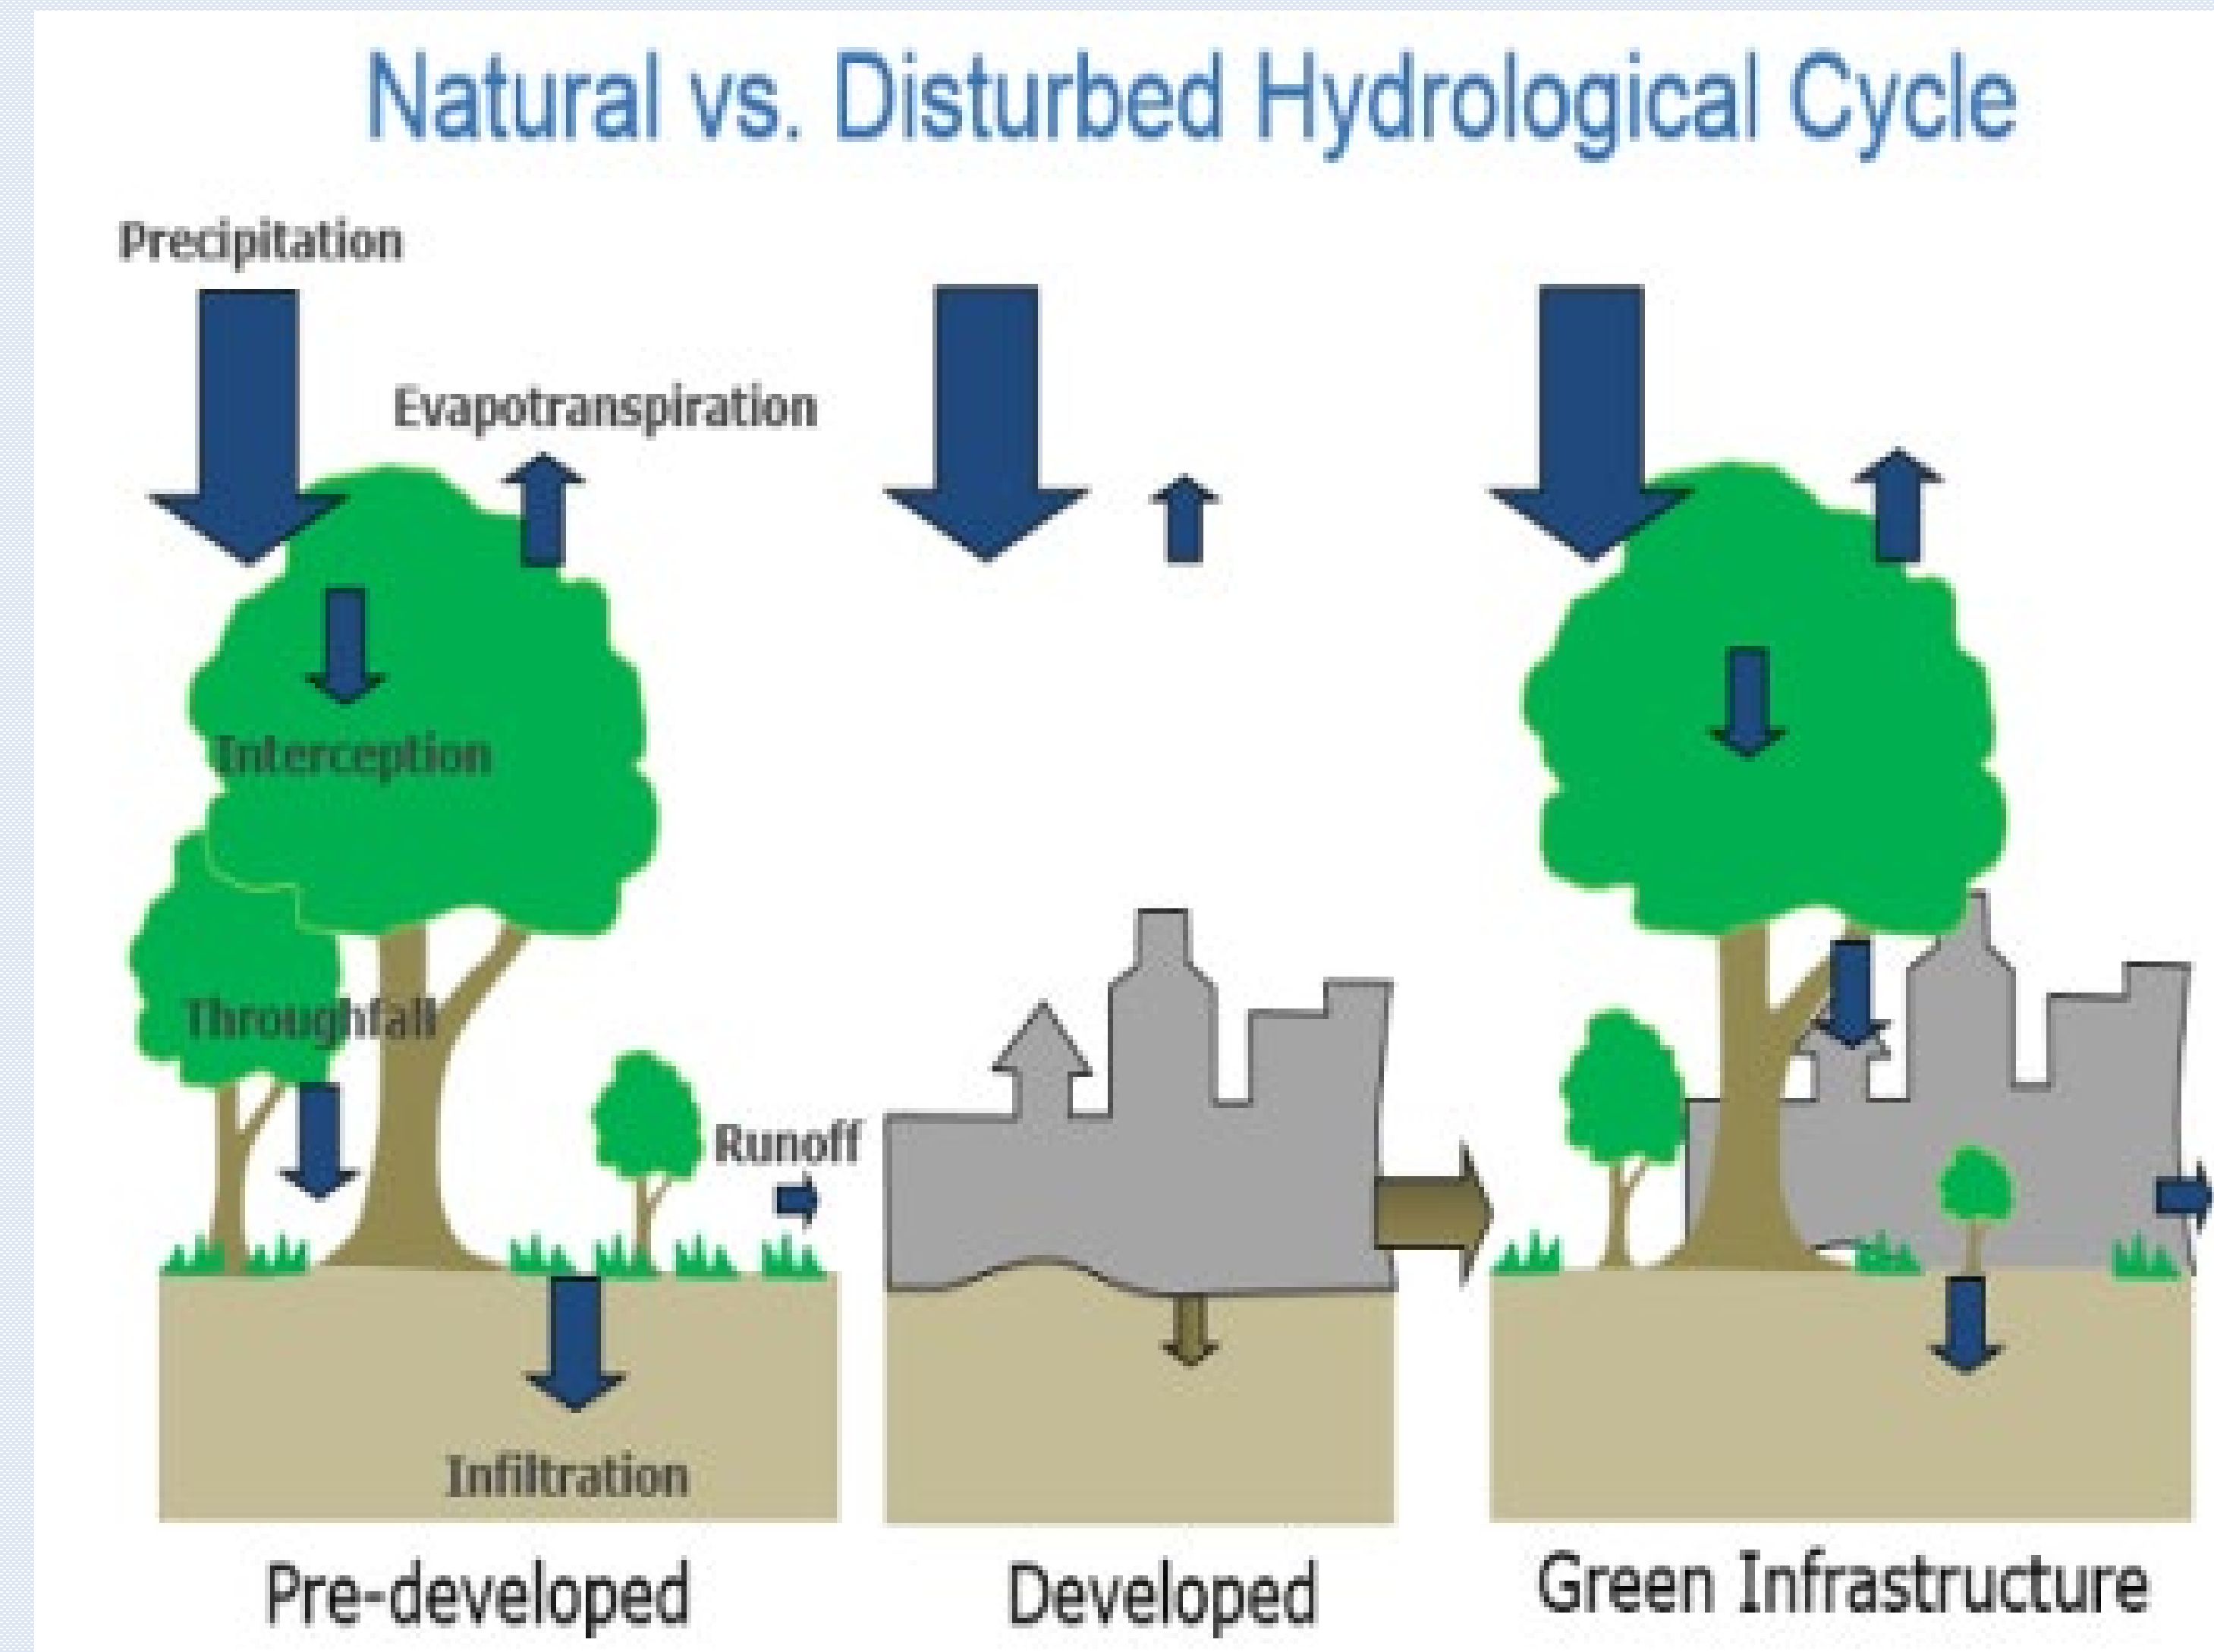 Natural vs. Disturbed Hydrological Cycle
Precipitation
Evapotranspiration
Interception
Throughfall
Runoff
Infiltration
Pre-developed
Developed
Green Infrastructure